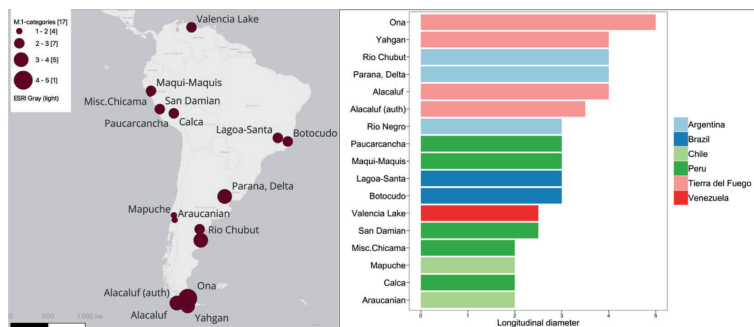 M.1-categories [17]
1 - 2 [4]
2 - 3 [7]
3 - 4 [5]
4 - 5 [1]
ESRI Gray (light)
Valencia Lake
Maqui-Maquis
Misc.Chicama
San Damian
Paucarcancha
Calca
Lagoa-Santa
Botocudo
Parana, Delta
Mapuche
Araucanian
Rio Chubut
Alacaluf (auth)
Ona
Alacaluf
Yahgan
0
500
1 000 km
Ona
Yahgan
Rio Chubut
Parana, Delta
Alacaluf
Alacaluf (auth)
Rio Negro
Paucarcancha
Maqui-Maquis
Lagoa-Santa
Botocudo
Valencia Lake
San Damian
Misc.Chicama
Mapuche
Calca
Araucanian
0 1 2 3 4 5
Longitudinal diameter
Argentina
Brazil
Chile
Peru
Tierra del Fuego
Venezuela